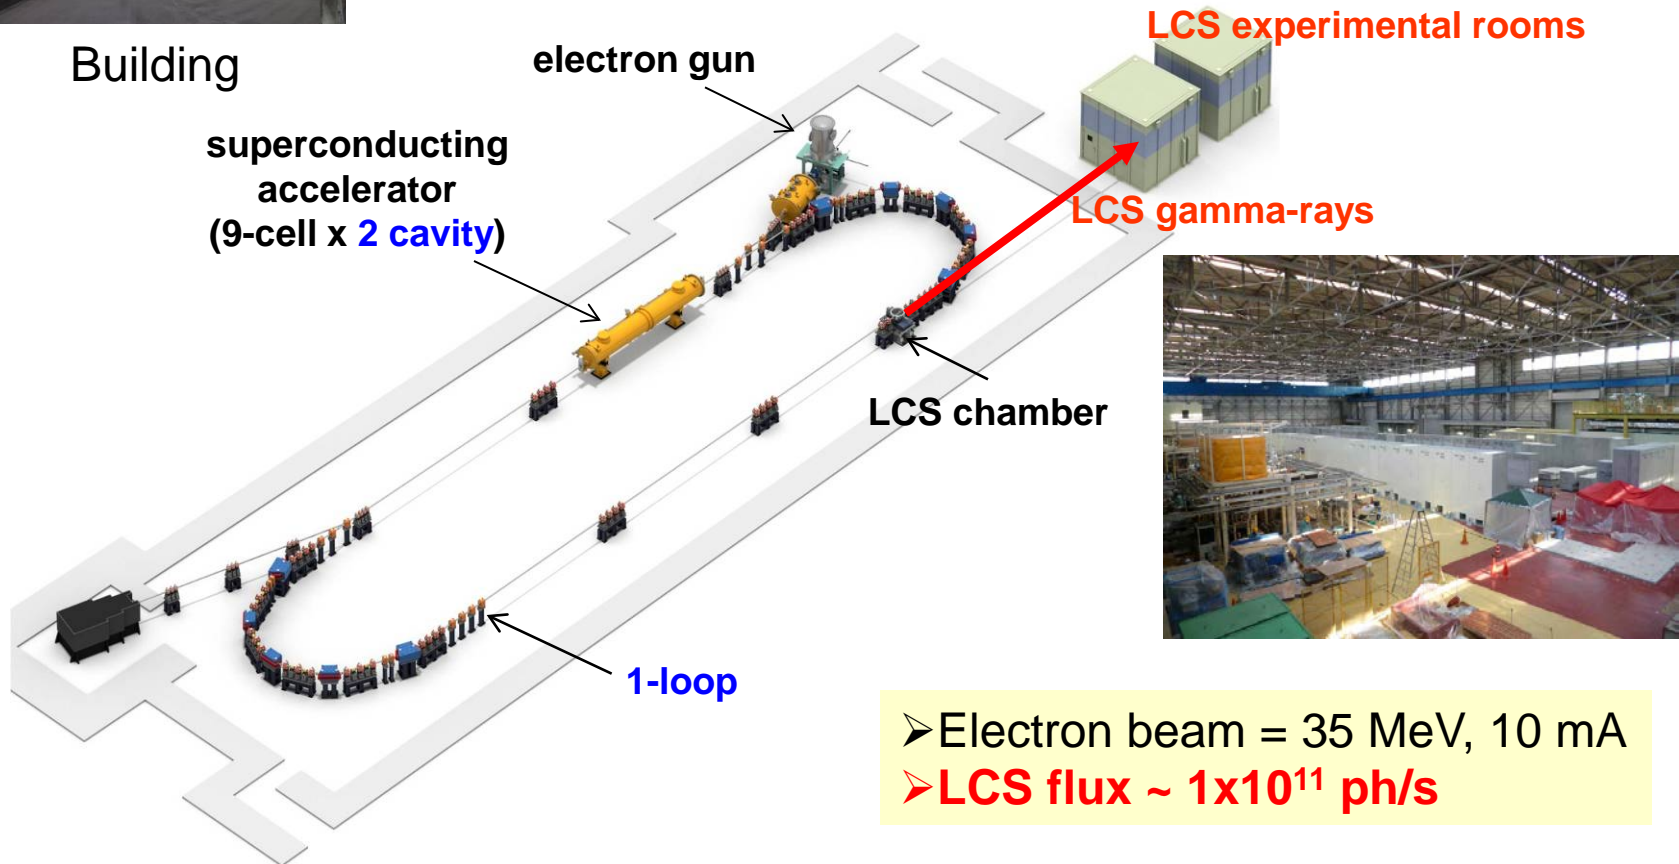 LCS experimental rooms
Building
electron gun
superconducting
accelerator
(9-cell x 2 cavity)
LCS gamma-rays
LCS chamber
1-loop
➢Electron beam = 35 MeV, 10 mA
➢LCS flux ~ 1x10¹¹ ph/s